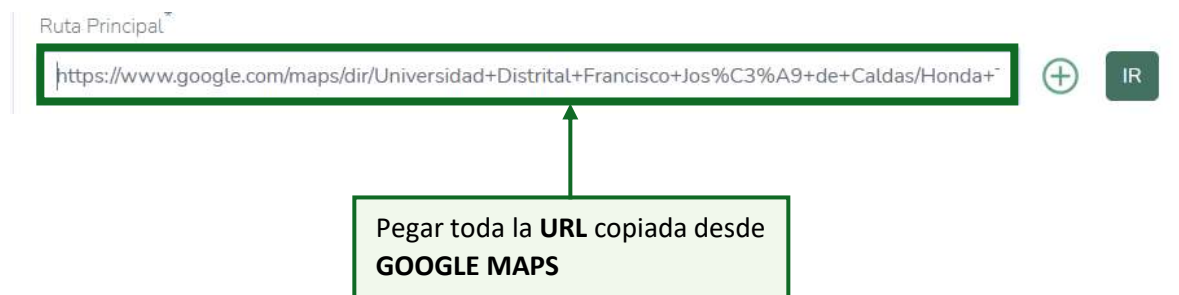 Ruta Principal*
https://www.google.com/maps/dir/Universidad+Distrital+Francisco+Jos%C3%A9+de+Caldas/Honda+
IR
Pegar toda la URL copiada desde
GOOGLE MAPS